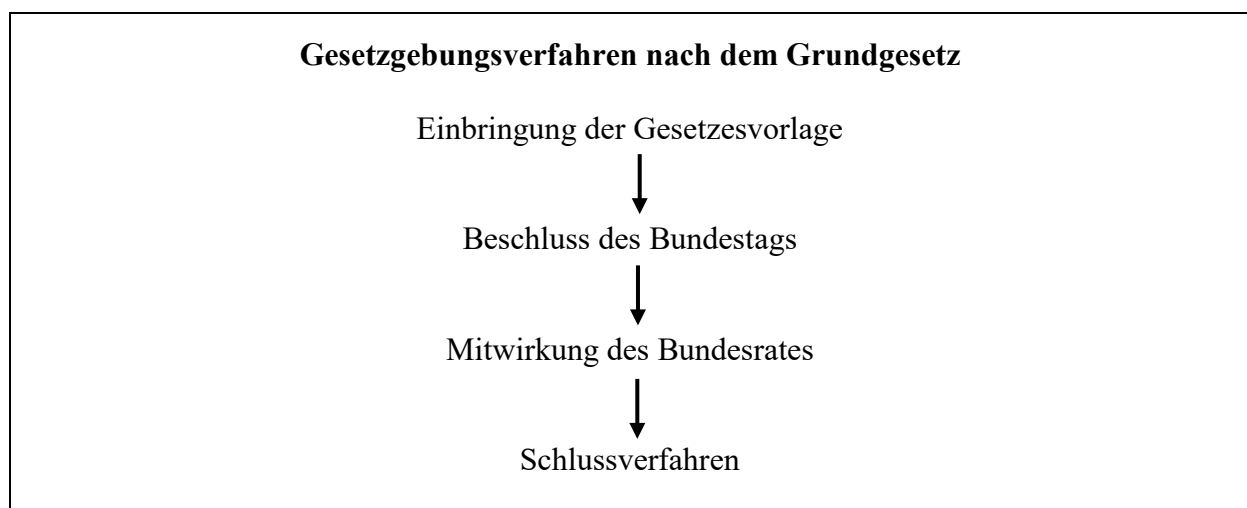 Gesetzgebungsverfahren nach dem Grundgesetz
Einbringung der Gesetzesvorlage
Beschluss des Bundestags
Mitwirkung des Bundesrates
Schlussverfahren